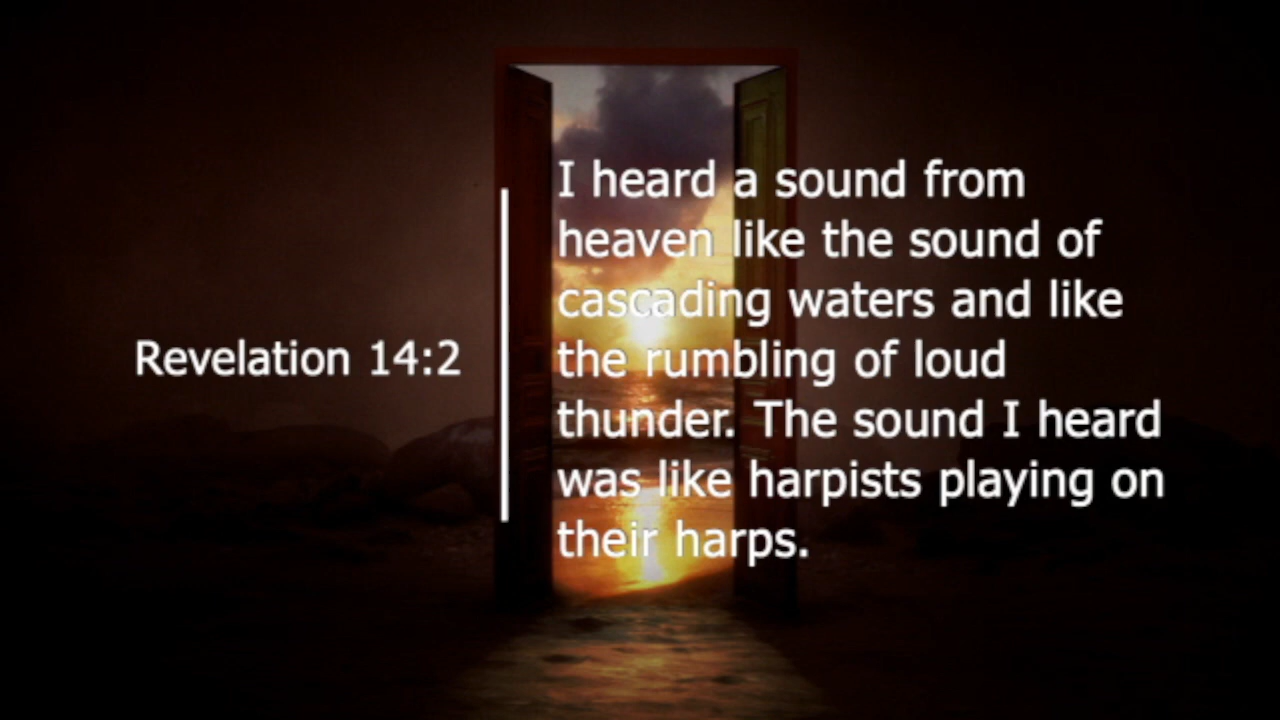 Revelation 14:2
I heard a sound from
heaven like the sound of
cascading waters and like
the rumbling of loud
thunder. The sound I heard
was like harpists playing on
their harps.